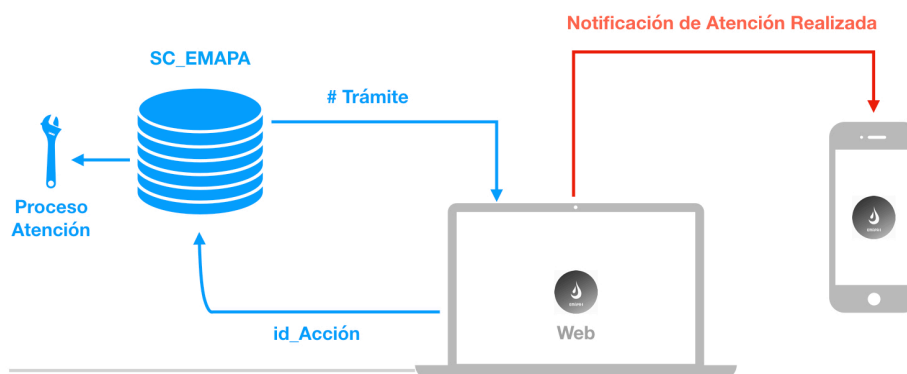 Notificación de Atención Realizada
SC_EMAPA
# Trámite
Proceso
Atención
id_Acción
Web